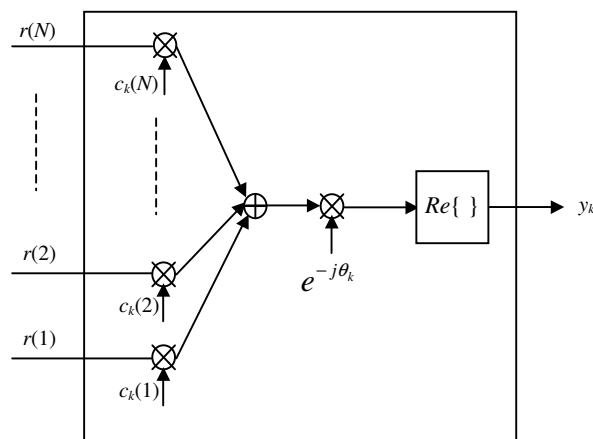 r(N)
c_k(N)
r(2)
c_k(2)
r(1)
c_k(1)
e^{-jθ_k}
Re{ }
y_k